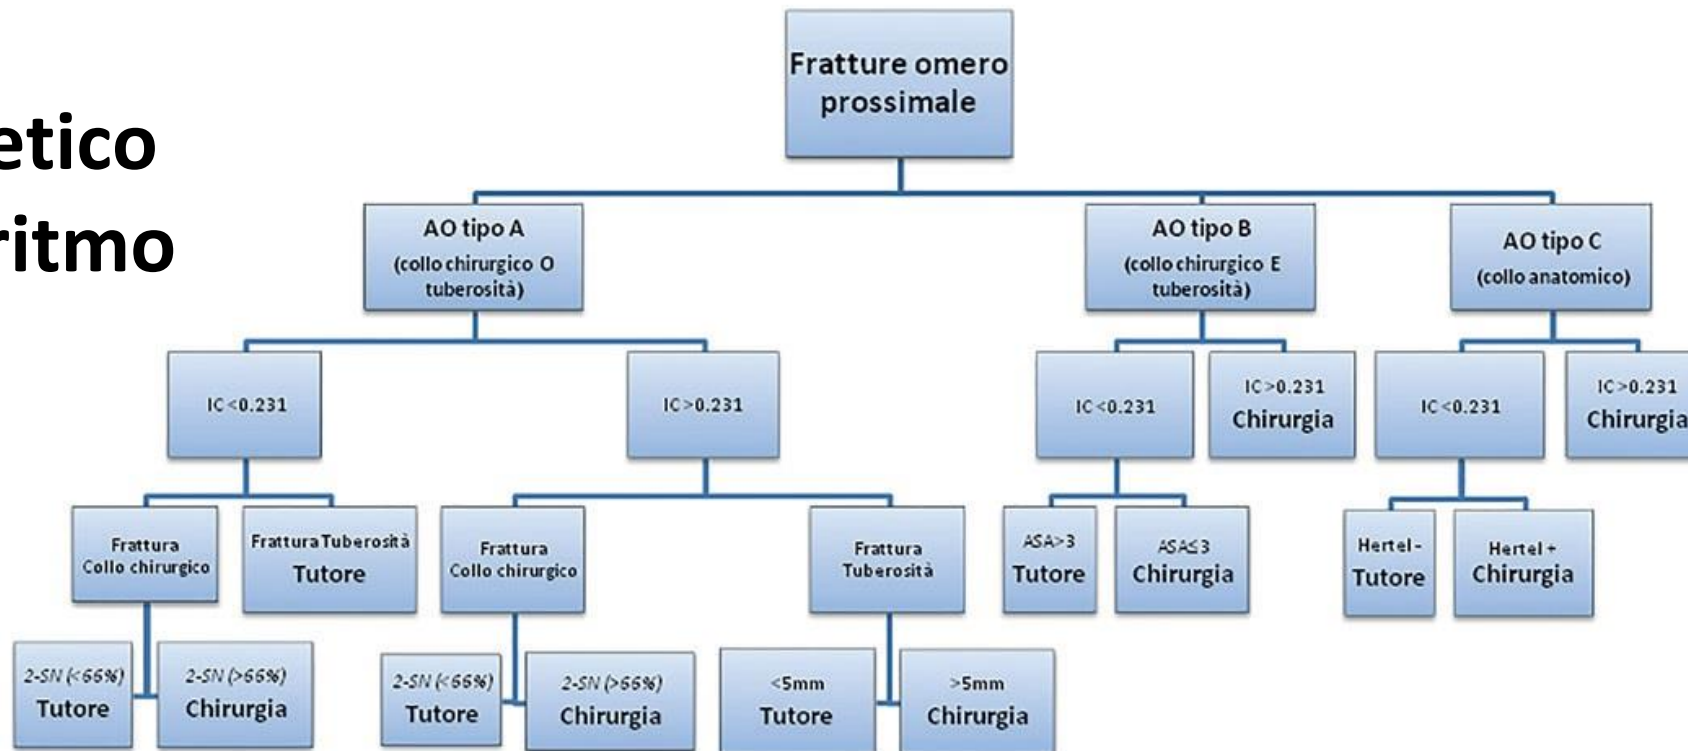 etico
ritmo
Fratture omero
prossimale
AO tipo A
(collo chirurgico O
tuberosità)
AO tipo B
(collo chirurgico E
tuberosità)
AO tipo C
(collo anatomico)
IC<0.231
IC>0.231
IC<0.231
IC>0.231
Chirurgia
IC<0.231
IC>0.231
Chirurgia
Frattura
Collo chirurgico
Frattura Tuberosità
Tutore
Frattura
Collo chirurgico
Frattura
Tuberosità
ASA>3
Tutore
ASA≤3
Chirurgia
Hertel -
Tutore
Hertel +
Chirurgia
2-SN (<66%)
Tutore
2-SN (>66%)
Chirurgia
2-SN (<66%)
Tutore
2-SN (>66%)
Chirurgia
<5mm
Tutore
>5mm
Chirurgia